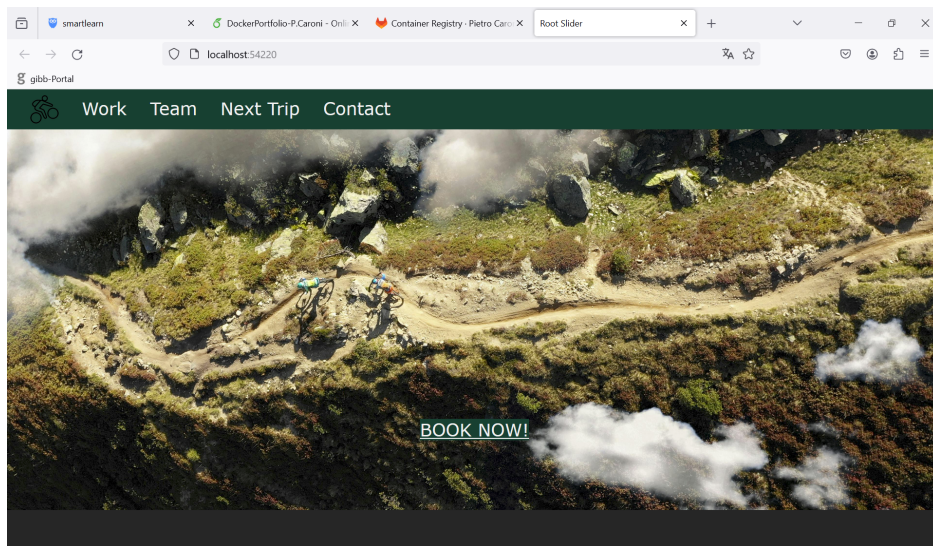 smartlearn
DockerPortfolio-P.Caroni - Onli
Container Registry · Pietro Caro
Root Slider
localhost:54220
gibb-Portal
Work
Team
Next Trip
Contact
BOOK NOW!